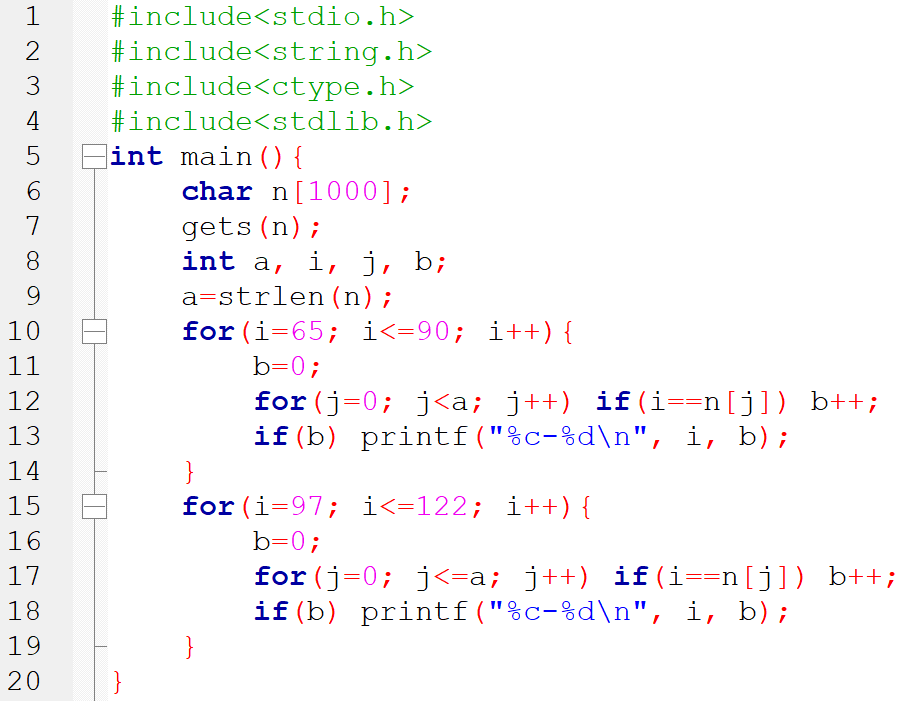 1 #include<stdio.h>
2 #include<string.h>
3 #include<ctype.h>
4 #include<stdlib.h>
5 int main(){
6 char n[1000];
7 gets(n);
8 int a, i, j, b;
9 a=strlen(n);
10 for(i=65; i<=90; i++){
11 b=0;
12 for(j=0; j<a; j++) if(i==n[j]) b++;
13 if(b) printf("%c-%d\n", i, b);
14 }
15 for(i=97; i<=122; i++){
16 b=0;
17 for(j=0; j<=a; j++) if(i==n[j]) b++;
18 if(b) printf("%c-%d\n", i, b);
19 }
20 }